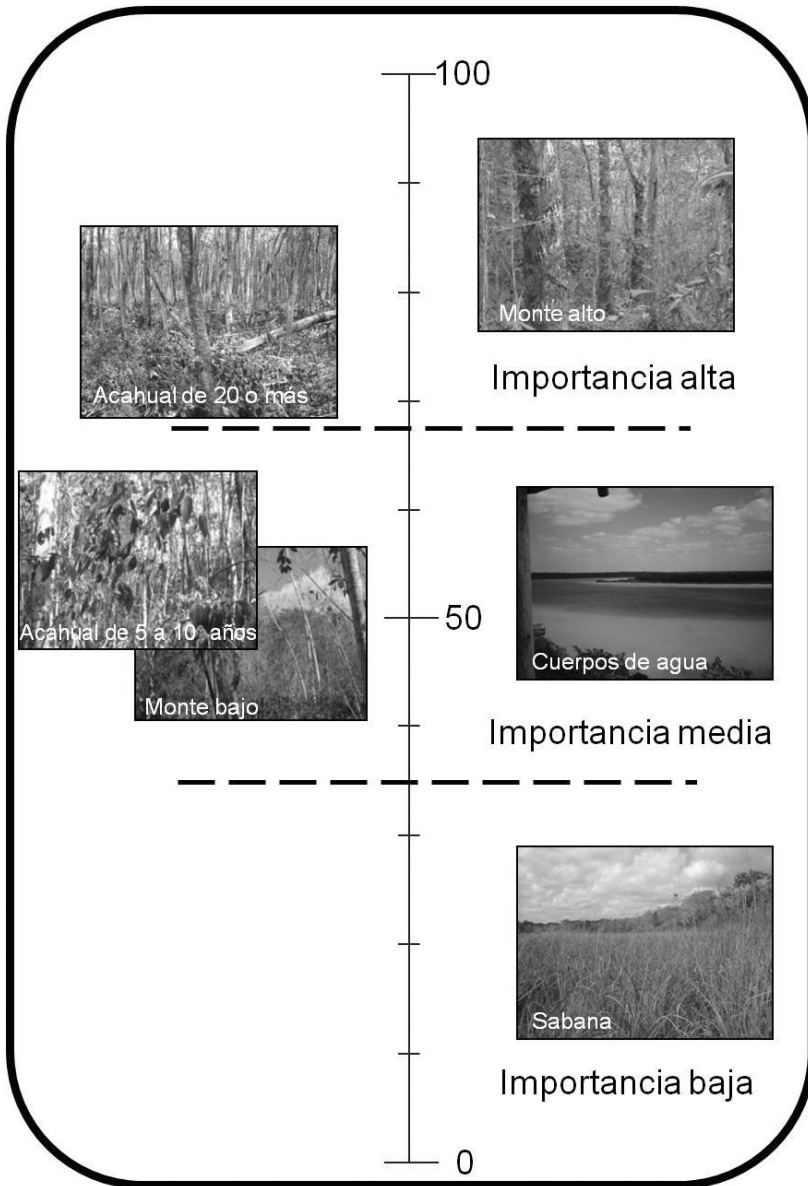 100
Monte alto
Acahual de 20 o más
Importancia alta
Acahual de 5 a 10 años
50
Cuerpos de agua
Monte bajo
Importancia media
Sabana
Importancia baja
0